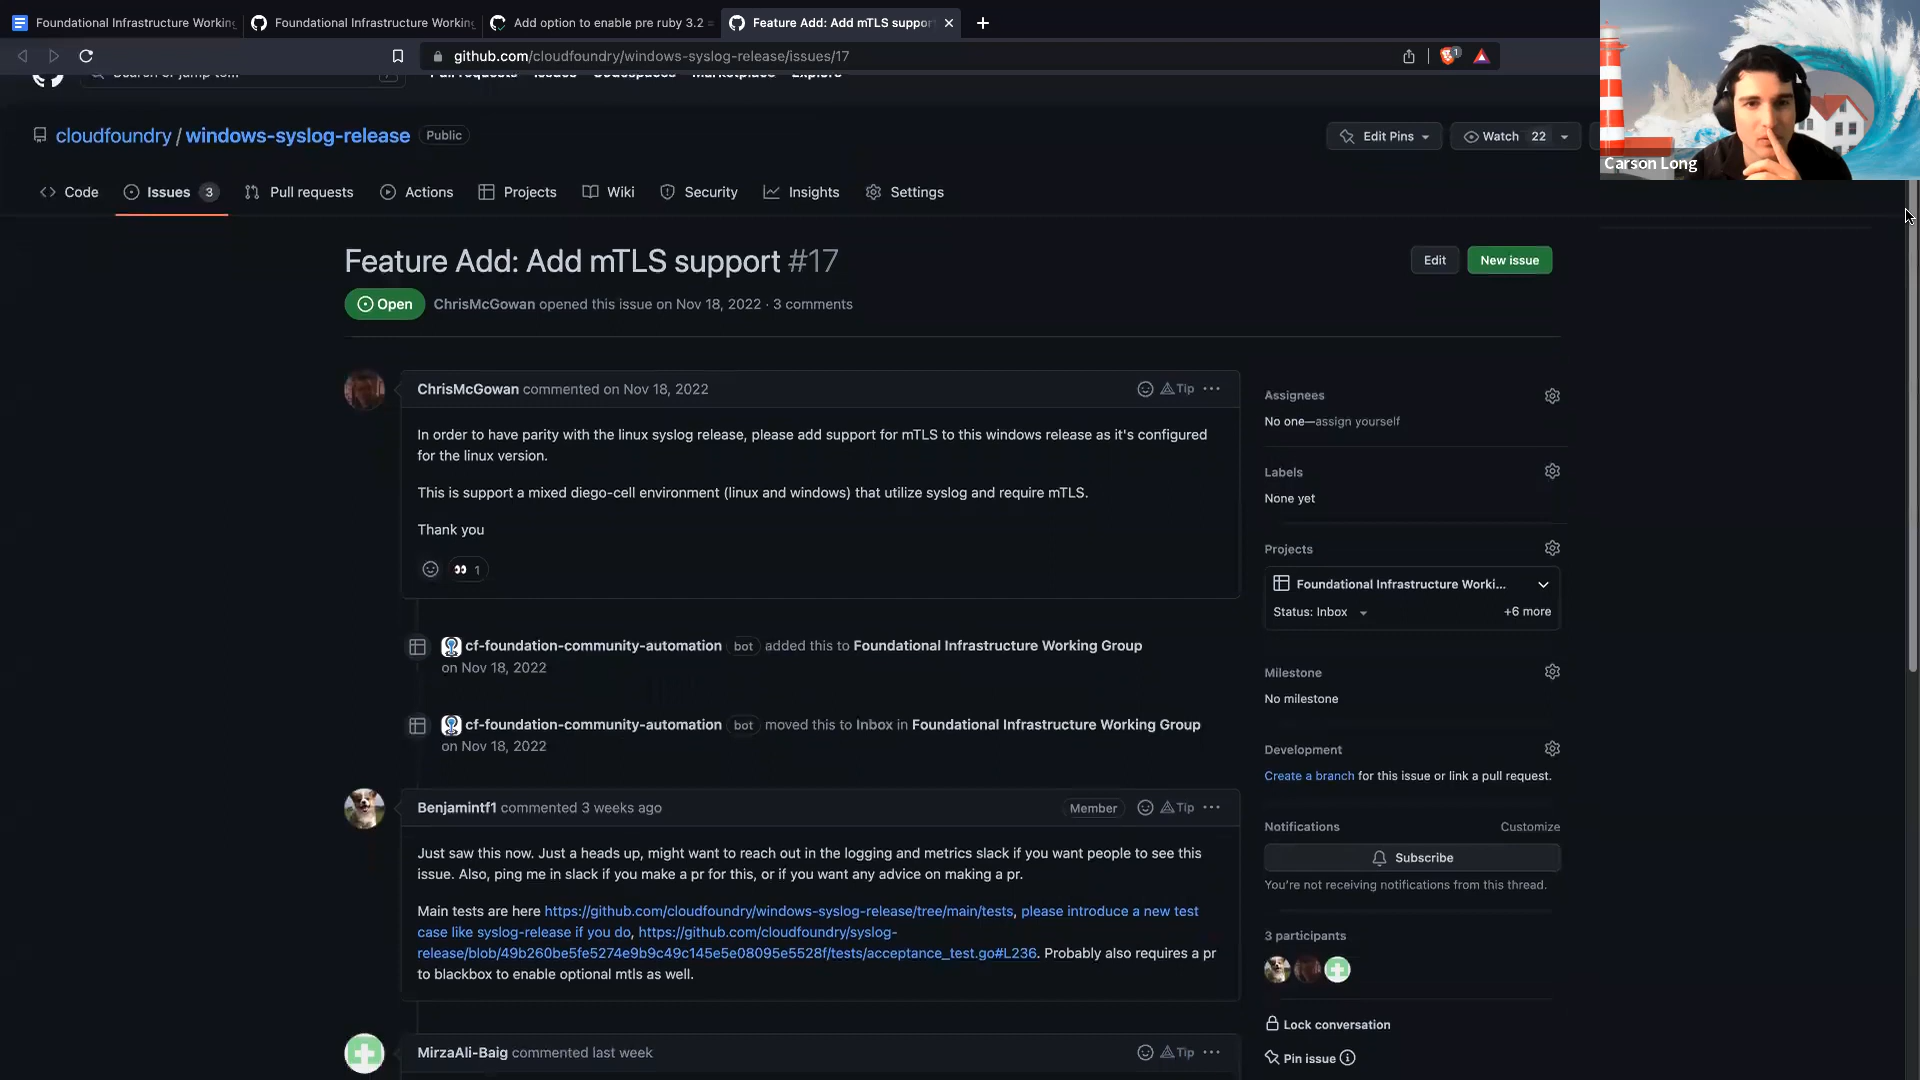 Foundational Infrastructure Working
Foundational Infrastructure Working
Add option to enable pre ruby 3.2 =
Feature Add: Add mTLS suppor
github.com/cloudfoundry/windows-syslog-release/issues/17
1
Search or jump to...
/
Pull requests
Issues
Codespaces
Marketplace
Explore
Carson Long
cloudfoundry / windows-syslog-release
Public
Edit Pins
Watch 22
Code
Issues 3
Pull requests
Actions
Projects
Wiki
Security
Insights
Settings
Feature Add: Add mTLS support #17
Edit
New issue
Open
ChrisMcGowan opened this issue on Nov 18, 2022 · 3 comments
ChrisMcGowan commented on Nov 18, 2022
Tip
In order to have parity with the linux syslog release, please add support for mTLS to this windows release as it's configured
for the linux version.
This is support a mixed diego-cell environment (linux and windows) that utilize syslog and require mTLS.
Thank you
👀 1
cf-foundation-community-automation bot added this to Foundational Infrastructure Working Group
on Nov 18, 2022
cf-foundation-community-automation bot moved this to Inbox in Foundational Infrastructure Working Group
on Nov 18, 2022
Benjamintf1 commented 3 weeks ago
Member
Tip
Just saw this now. Just a heads up, might want to reach out in the logging and metrics slack if you want people to see this
issue. Also, ping me in slack if you make a pr for this, or if you want any advice on making a pr.
Main tests are here https://github.com/cloudfoundry/windows-syslog-release/tree/main/tests, please introduce a new test
case like syslog-release if you do, https://github.com/cloudfoundry/syslog-
release/blob/49b260be5fe5274e9b9c49c145e5e08095e5528f/tests/acceptance_test.go#L236. Probably also requires a pr
to blackbox to enable optional mtls as well.
MirzaAli-Baig commented last week
Tip
Assignees
No one—assign yourself
Labels
None yet
Projects
Foundational Infrastructure Worki...
Status: Inbox
+6 more
Milestone
No milestone
Development
Create a branch for this issue or link a pull request.
Notifications
Customize
Subscribe
You're not receiving notifications from this thread.
3 participants
Lock conversation
Pin issue